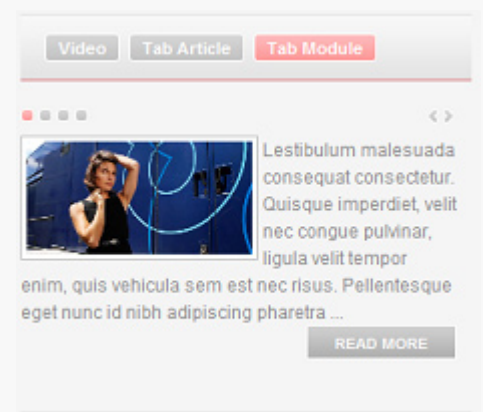 Video Tab Article Tab Module
Lestibulum malesuada
consequat consectetur.
Quisque imperdiet, velit
nec congue pulvinar,
ligula velit tempor
enim, quis vehicula sem est nec risus. Pellentesque
eget nunc id nibh adipiscing pharetra ...
READ MORE